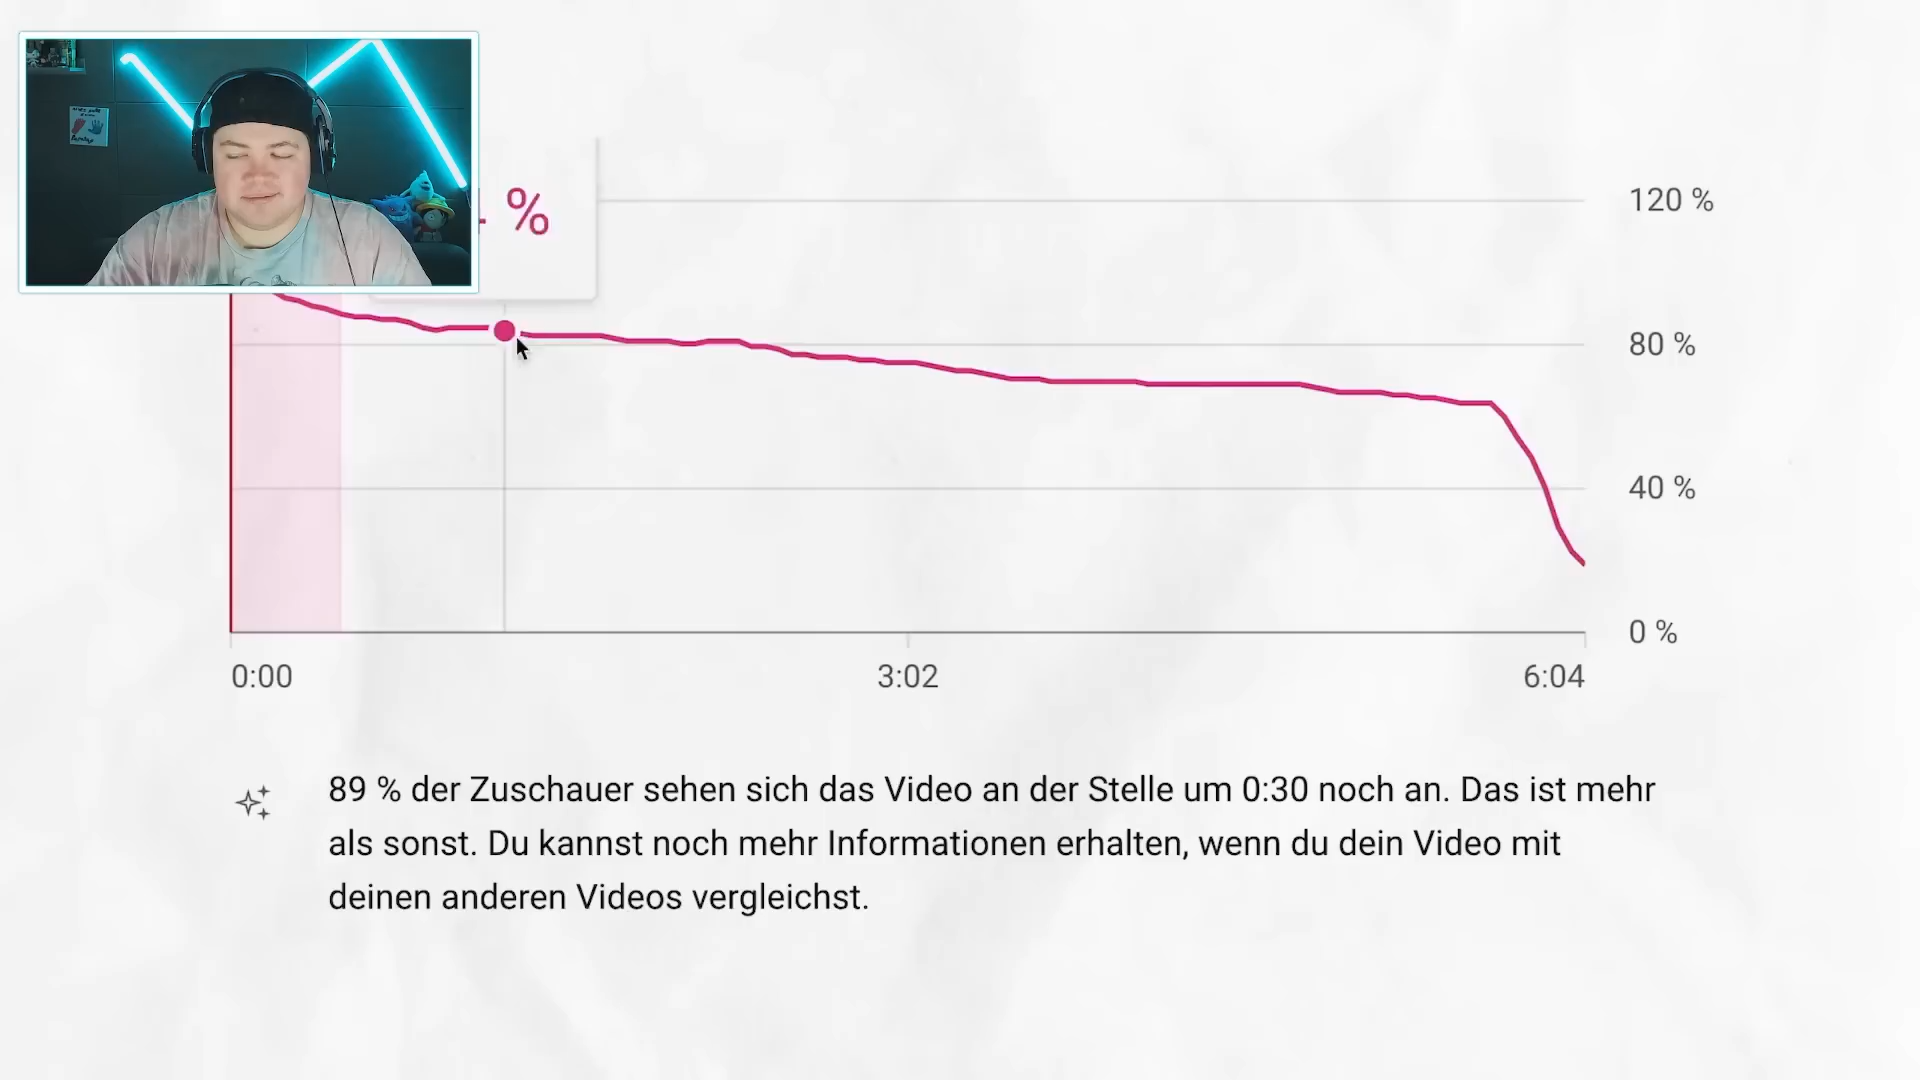 %
120 %
80 %
40 %
0 %
0:00
3:02
6:04
89 % der Zuschauer sehen sich das Video an der Stelle um 0:30 noch an. Das ist mehr
als sonst. Du kannst noch mehr Informationen erhalten, wenn du dein Video mit
deinen anderen Videos vergleichst.